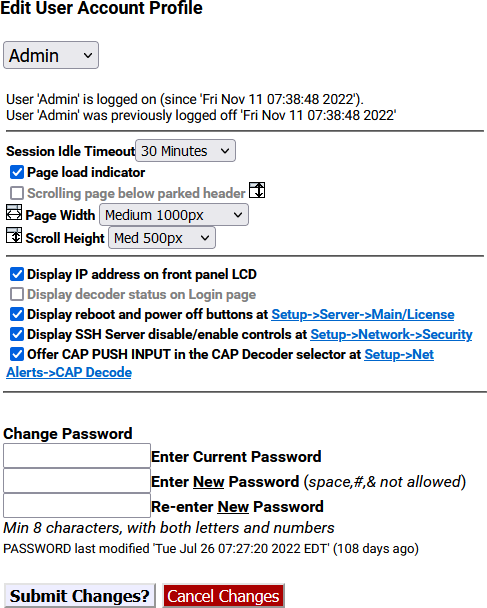 Edit User Account Profile
Admin
User 'Admin' is logged on (since 'Fri Nov 11 07:38:48 2022').
User 'Admin' was previously logged off 'Fri Nov 11 07:38:48 2022'
Session Idle Timeout 30 Minutes
Page load indicator
Scrolling page below parked header
Page Width Medium 1000px
Scroll Height Med 500px
Display IP address on front panel LCD
Display decoder status on Login page
Display reboot and power off buttons at Setup->Server->Main/License
Display SSH Server disable/enable controls at Setup->Network->Security
Offer CAP PUSH INPUT in the CAP Decoder selector at Setup->Net
Alerts->CAP Decode
Change Password
Enter Current Password
Enter New Password (space,#,& not allowed)
Re-enter New Password
Min 8 characters, with both letters and numbers
PASSWORD last modified 'Tue Jul 26 07:27:20 2022 EDT' (108 days ago)
Submit Changes? Cancel Changes